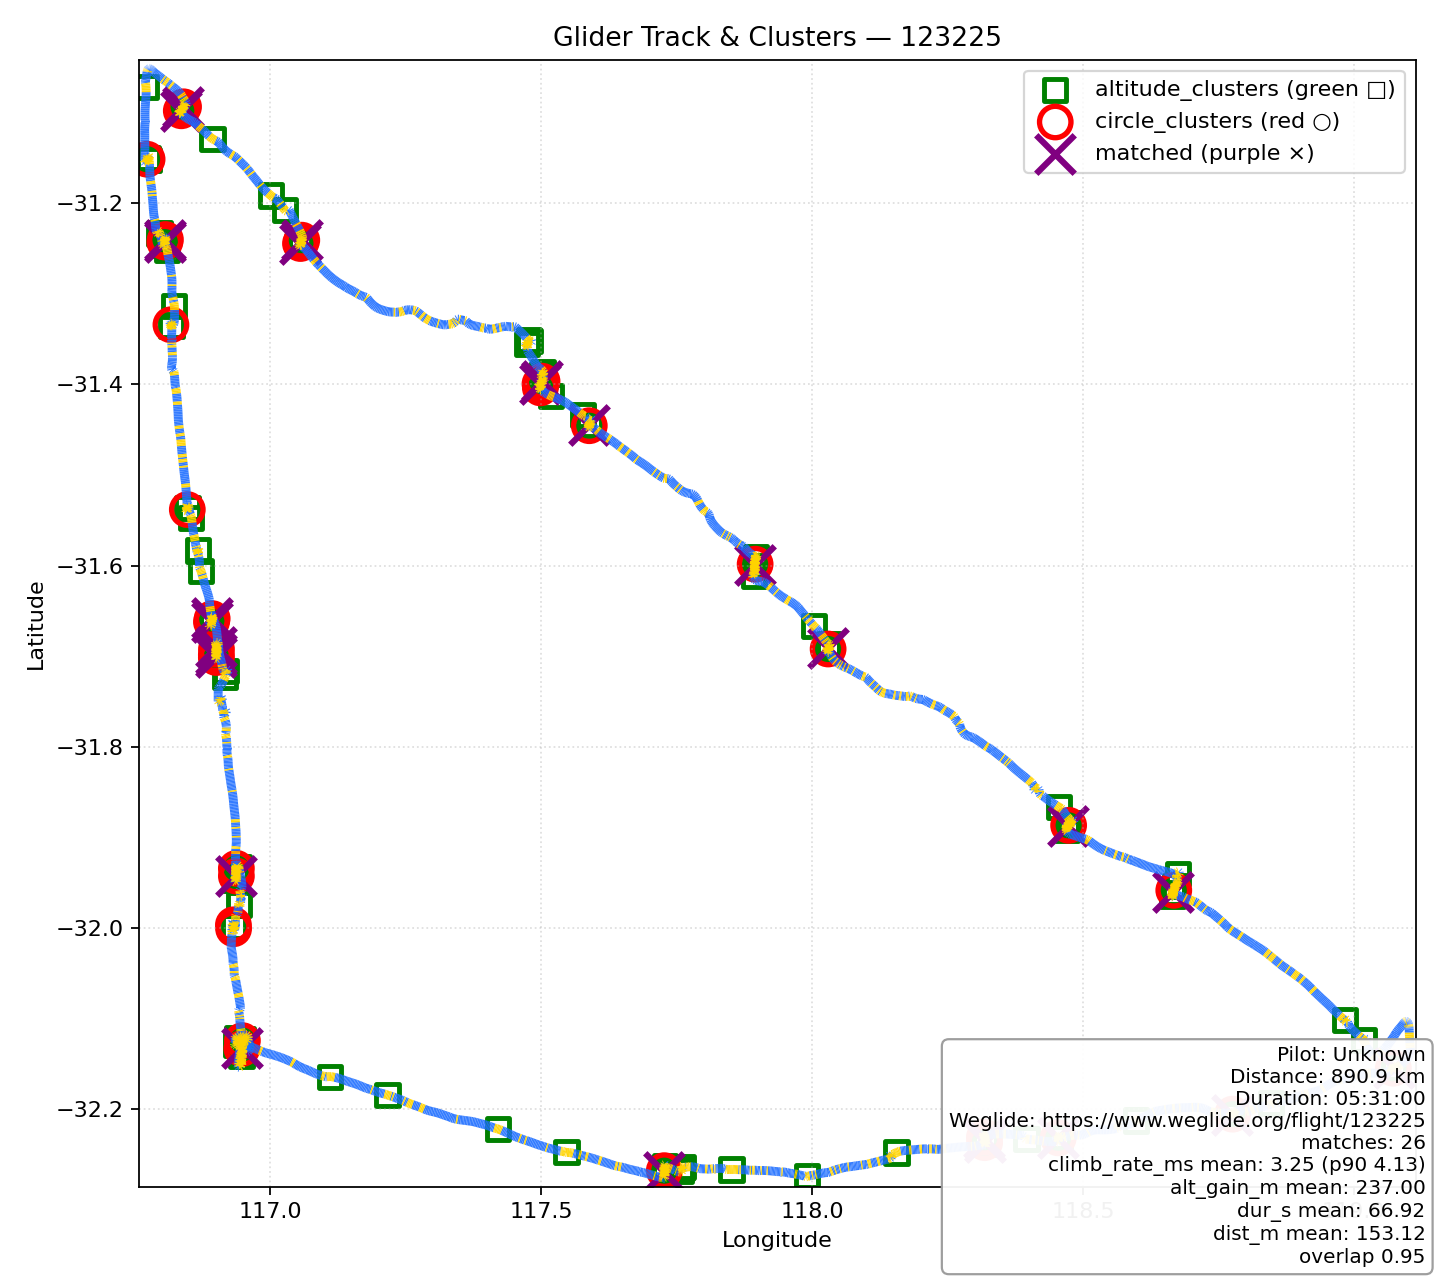 Glider Track & Clusters — 123225
altitude_clusters (green □)
circle_clusters (red ○)
matched (purple ×)
Latitude
−31.2
−31.4
−31.6
−31.8
−32.0
−32.2
117.0
117.5
118.0
118.5
Longitude
Pilot: Unknown
Distance: 890.9 km
Duration: 05:31:00
Weglide: https://www.weglide.org/flight/123225
matches: 26
climb_rate_ms mean: 3.25 (p90 4.13)
alt_gain_m mean: 237.00
dur_s mean: 66.92
dist_m mean: 153.12
overlap 0.95